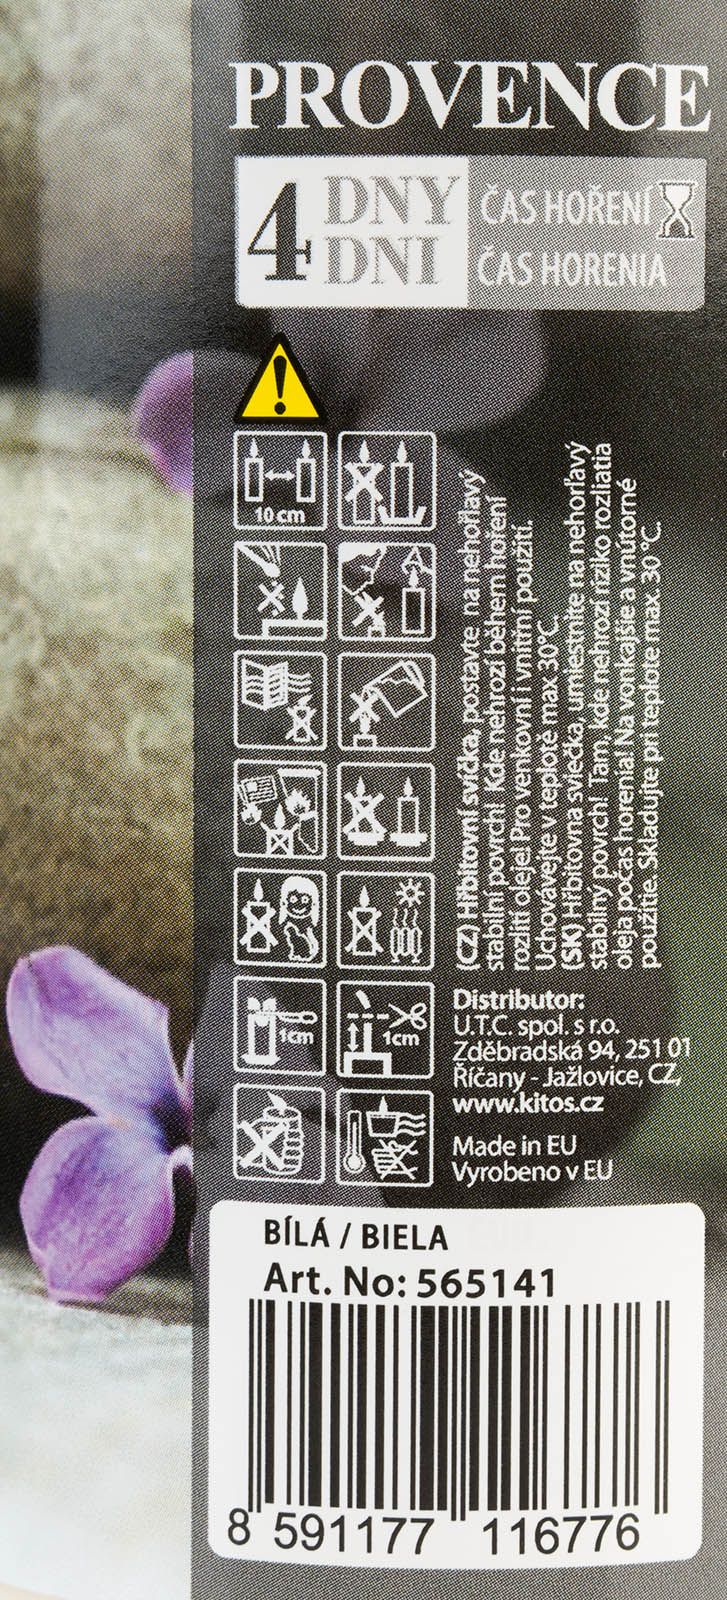 PROVENCE
4 DNY
DNI
ČAS HOŘENÍ
ČAS HORENIA
10 cm
1cm
1cm
(CZ) Hřbitovní svíčka, postavte na nehořlavý
stabilní povrch! Kde nehrozí během hoření
rozlití oleje! Pro venkovní i vnitřní použití.
Uchovávejte v teplotě max 30°C.
(SK) Hřbitovna sviečka, umiestnite na nehorľavý
stabilný povrch! Tam, kde nehrozí riziko rozliatia
oleja počas horenia! Na vonkajšie a vnútorné
použitie. Skladujte pri teplote max. 30 °C.
Distributor:
U.T.C. spol. s r.o.
Zděbradská 94, 251 01
Říčany - Jažlovice, CZ,
www.kitos.cz
Made in EU
Vyrobeno v EU
BÍLÁ / BIELA
Art. No: 565141
8 591177 116776